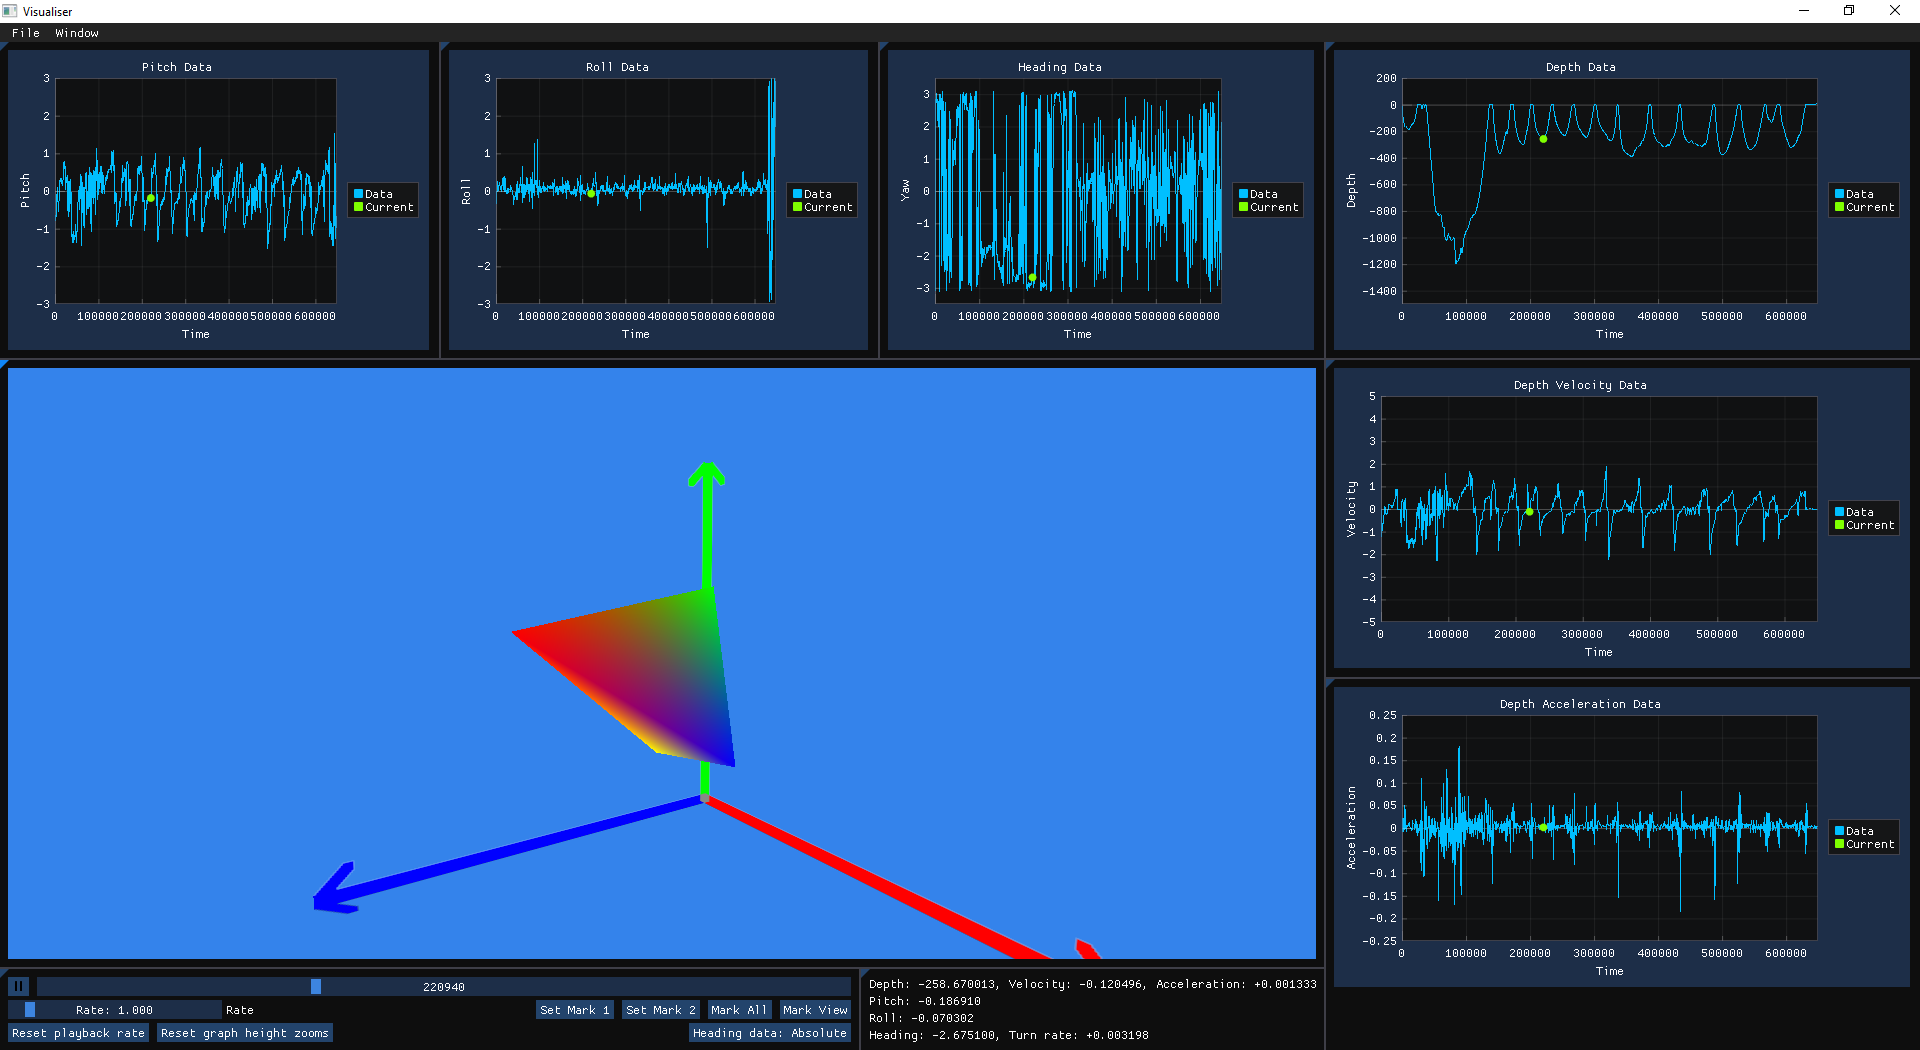 Visualiser
File Window
Pitch Data
3
2
1
0
-1
-2
-3
Pitch
0 100000 200000 300000 400000 500000 600000
Time
Data
Current
Roll Data
3
2
1
0
-1
-2
-3
Roll
0 100000 200000 300000 400000 500000 600000
Time
Data
Current
Heading Data
3
2
1
0
-1
-2
-3
Yaw
0 100000 200000 300000 400000 500000 600000
Time
Data
Current
Depth Data
200
0
-200
-400
-600
-800
-1000
-1200
-1400
Depth
0 100000 200000 300000 400000 500000 600000
Time
Data
Current
Depth Velocity Data
5
4
3
2
1
0
-1
-2
-3
-4
-5
Velocity
0 100000 200000 300000 400000 500000 600000
Time
Data
Current
Depth Acceleration Data
0.25
0.2
0.15
0.1
0.05
0
-0.05
-0.1
-0.15
-0.2
-0.25
Acceleration
0 100000 200000 300000 400000 500000 600000
Time
Data
Current
220940
Rate: 1.000 Rate Set Mark 1 Set Mark 2 Mark All Mark View
Reset playback rate Reset graph height zooms Heading data: Absolute
Depth: -258.670013, Velocity: -0.120496, Acceleration: +0.001333
Pitch: -0.186910
Roll: -0.070302
Heading: -2.675100, Turn rate: +0.003198